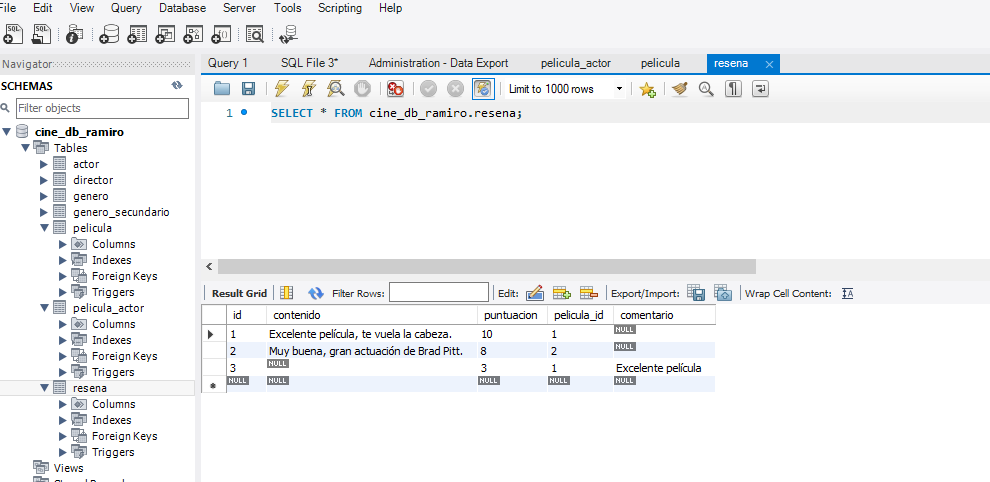 File Edit View Query Database Server Tools Scripting Help
Navigator
SCHEMAS
Filter objects
cine_db_ramiro
Tables
actor
director
genero
genero_secundario
pelicula
Columns
Indexes
Foreign Keys
Triggers
pelicula_actor
Columns
Indexes
Foreign Keys
Triggers
resena
Columns
Indexes
Foreign Keys
Triggers
Views
Query 1 SQL File 3* Administration - Data Export pelicula_actor pelicula resena
Limit to 1000 rows
1 SELECT * FROM cine_db_ramiro.resena;
Result Grid Filter Rows: Edit: Export/Import: Wrap Cell Content: IA
id contenido puntuacion pelicula_id comentario
1 Excelente película, te vuela la cabeza. 10 1 NULL
2 Muy buena, gran actuación de Brad Pitt. 8 2 NULL
3 NULL 3 1 Excelente película
NULL NULL NULL NULL NULL